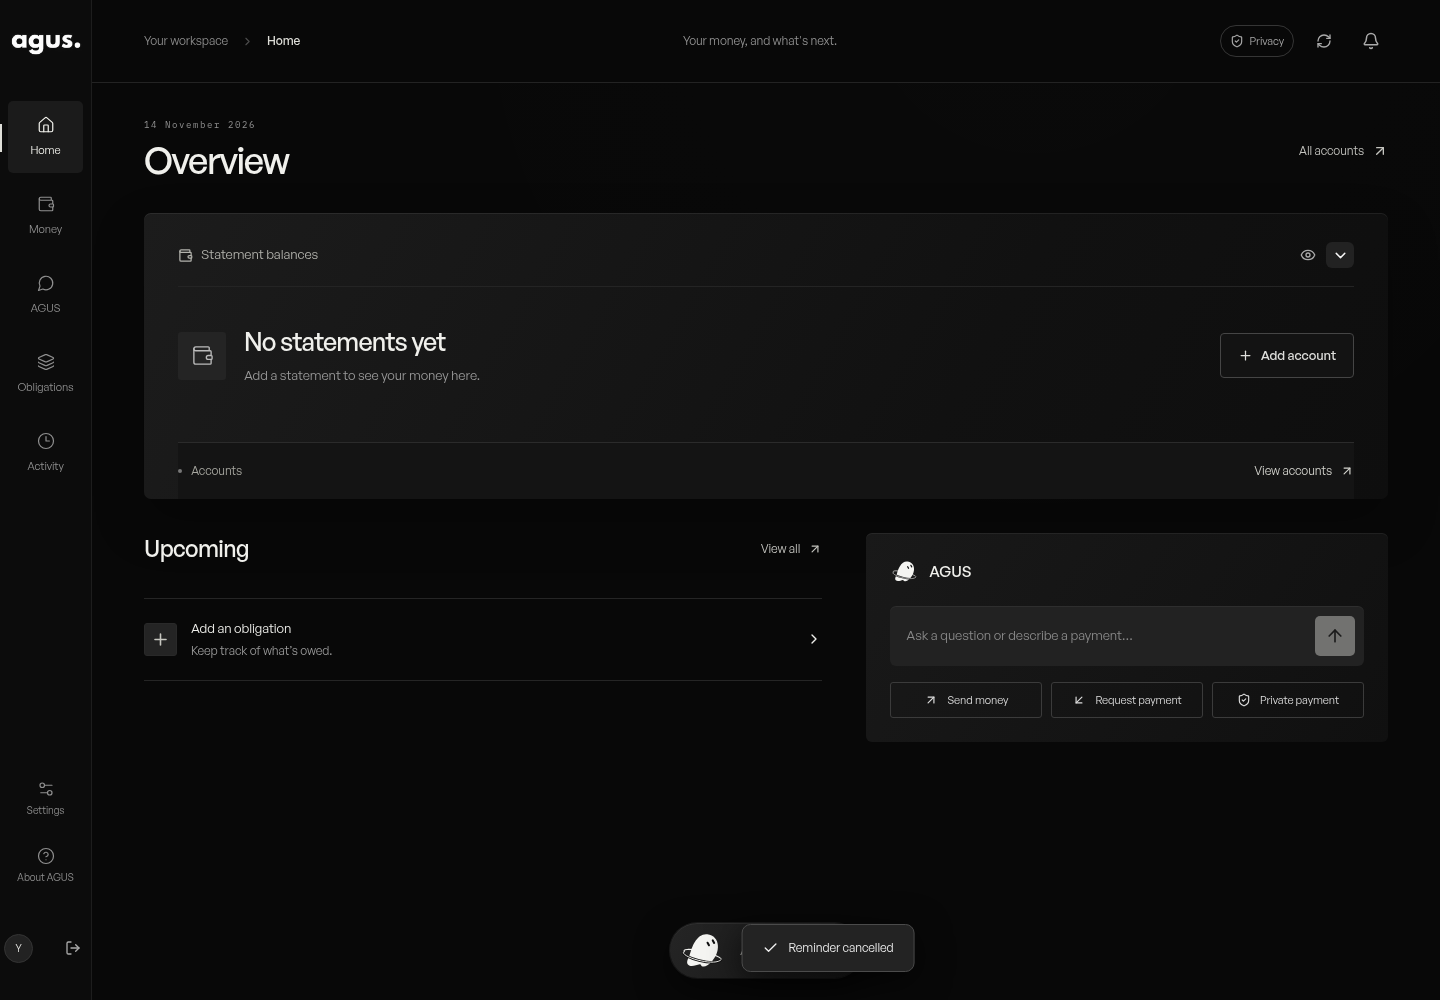 agus.
Your workspace > Home
Your money, and what's next.
Privacy
Home
Money
AGUS
Obligations
Activity
Settings
About AGUS
Y
14 November 2026
Overview
All accounts
Statement balances
No statements yet
Add a statement to see your money here.
Add account
Accounts
View accounts
Upcoming
View all
Add an obligation
Keep track of what's owed.
AGUS
Ask a question or describe a payment...
Send money
Request payment
Private payment
Reminder cancelled